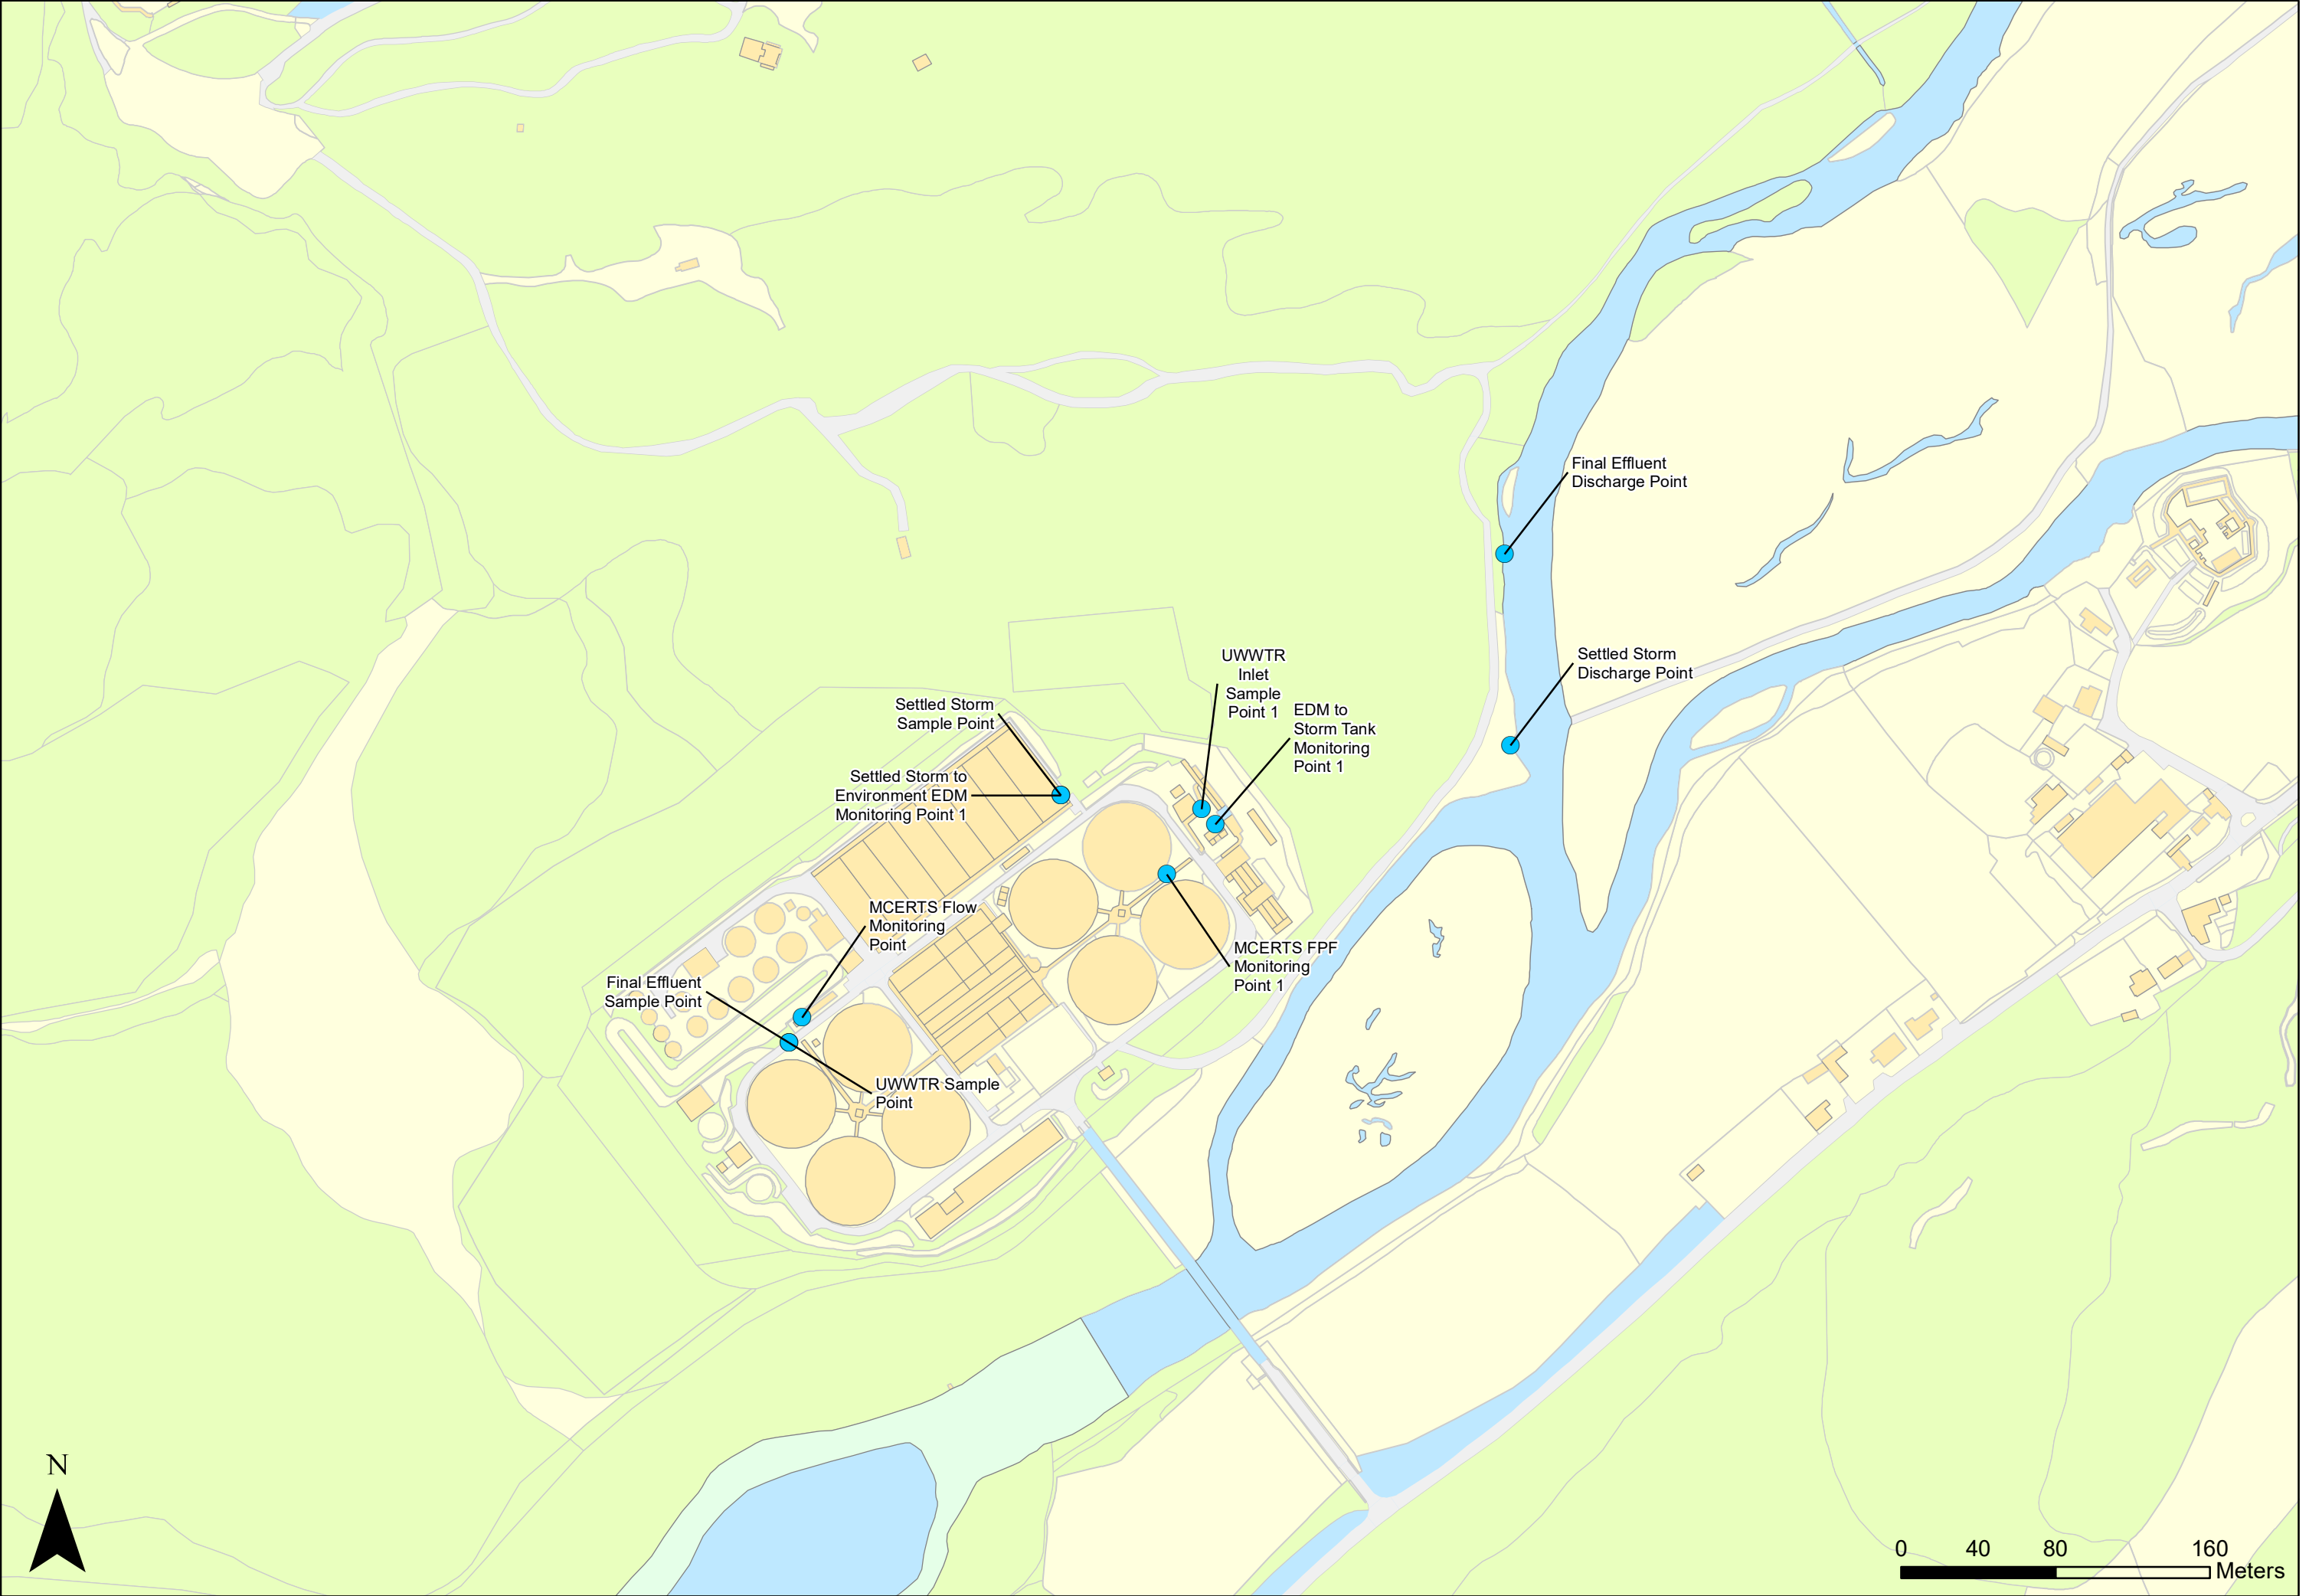 Final Effluent
Discharge Point
Settled Storm
Discharge Point
UWWTR
Inlet
Sample
Point 1
Settled Storm
Sample Point
EDM to
Storm Tank
Monitoring
Point 1
Settled Storm to
Environment EDM
Monitoring Point 1
MCERTS Flow
Monitoring
Point
MCERTS FPF
Monitoring
Point 1
Final Effluent
Sample Point
UWWTR Sample
Point
N
0 40 80 160
Meters